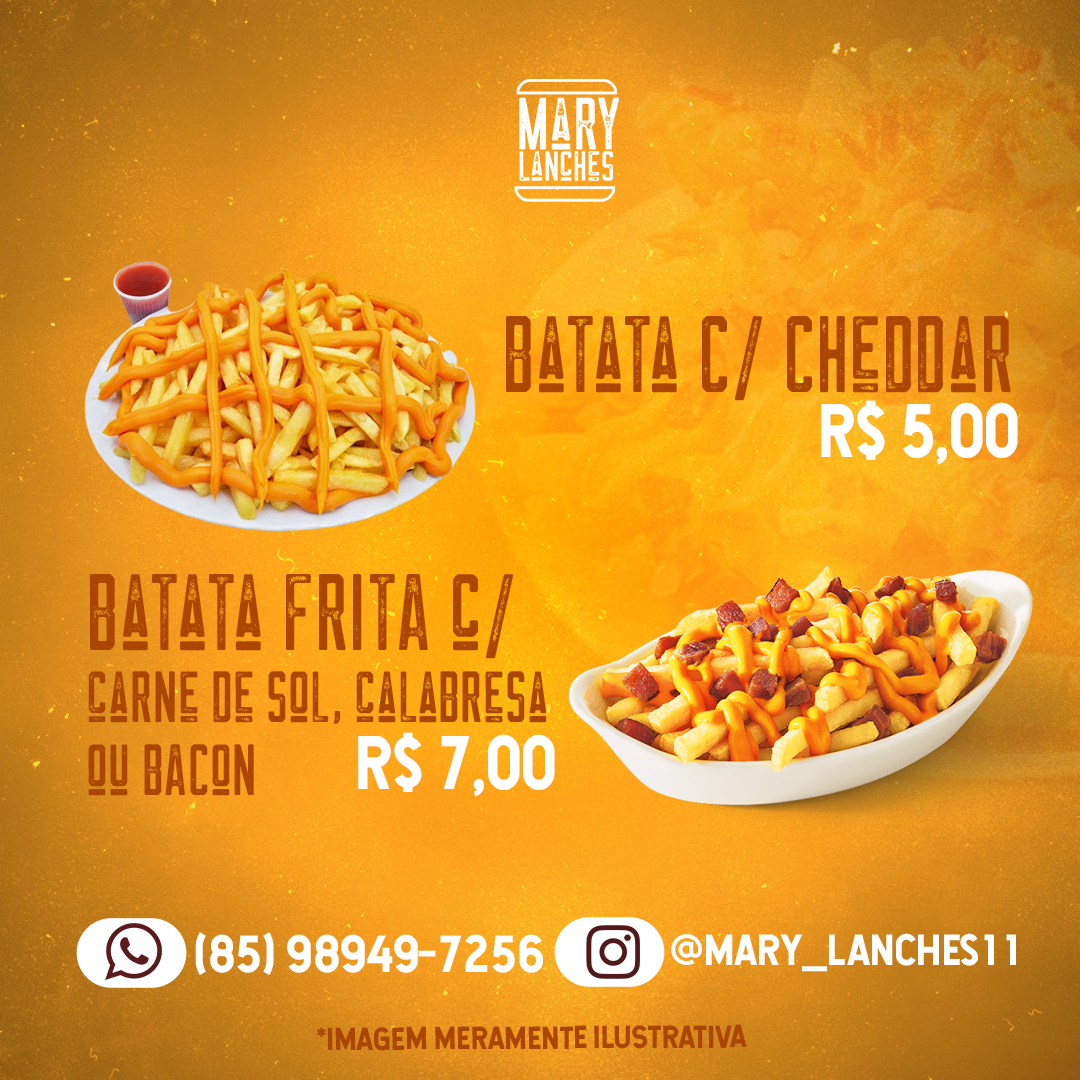 MARY
LANCHES
BATATA C/ CHEDDAR
R$ 5,00
BATATA FRITA C/
CARNE DE SOL, CALABRESA
OU BACON
R$ 7,00
(85) 98949-7256
@MARY_LANCHES11
*IMAGEM MERAMENTE ILUSTRATIVA